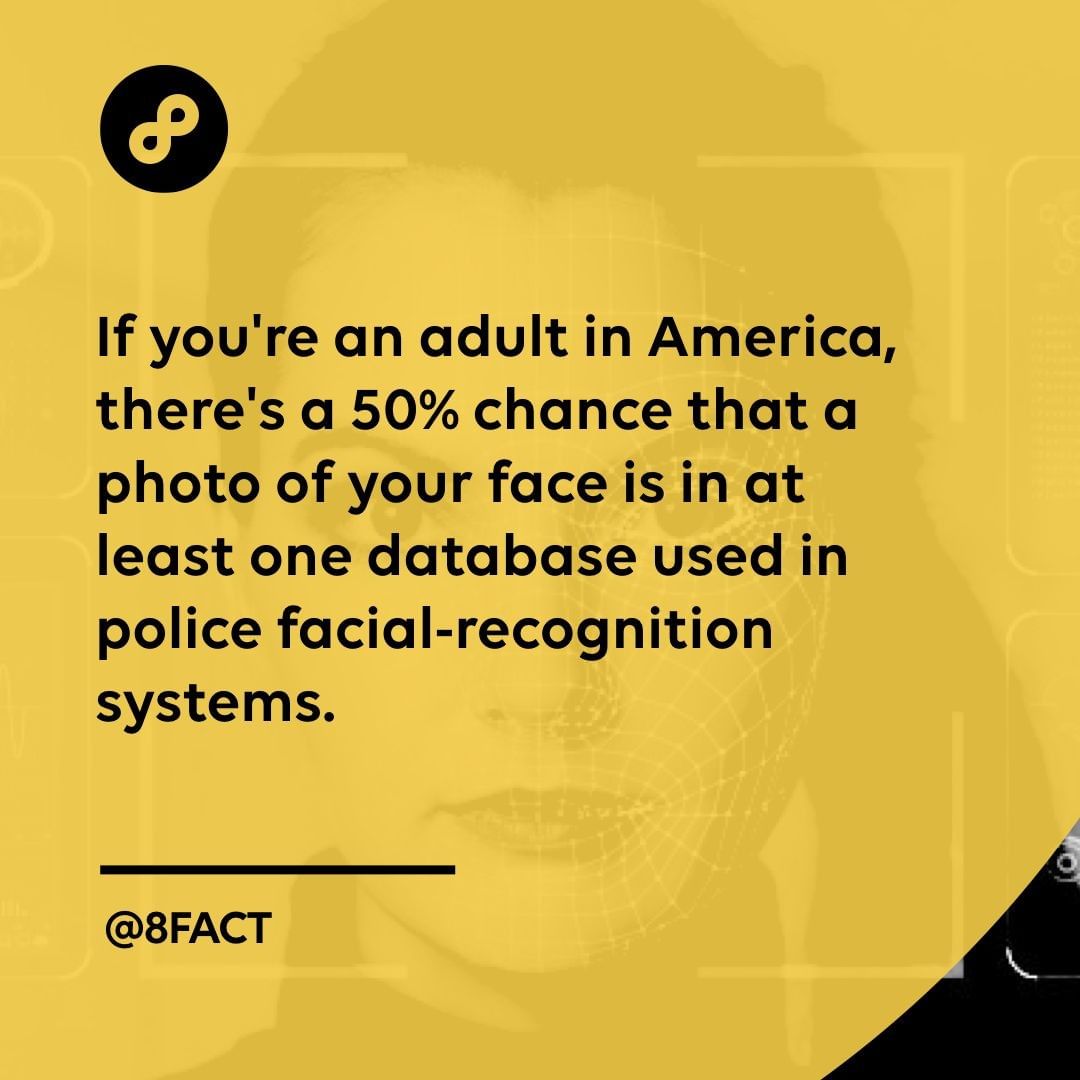 If you're an adult in America,
there's a 50% chance that a
photo of your face is in at
least one database used in
police facial-recognition
systems.
@8FACT